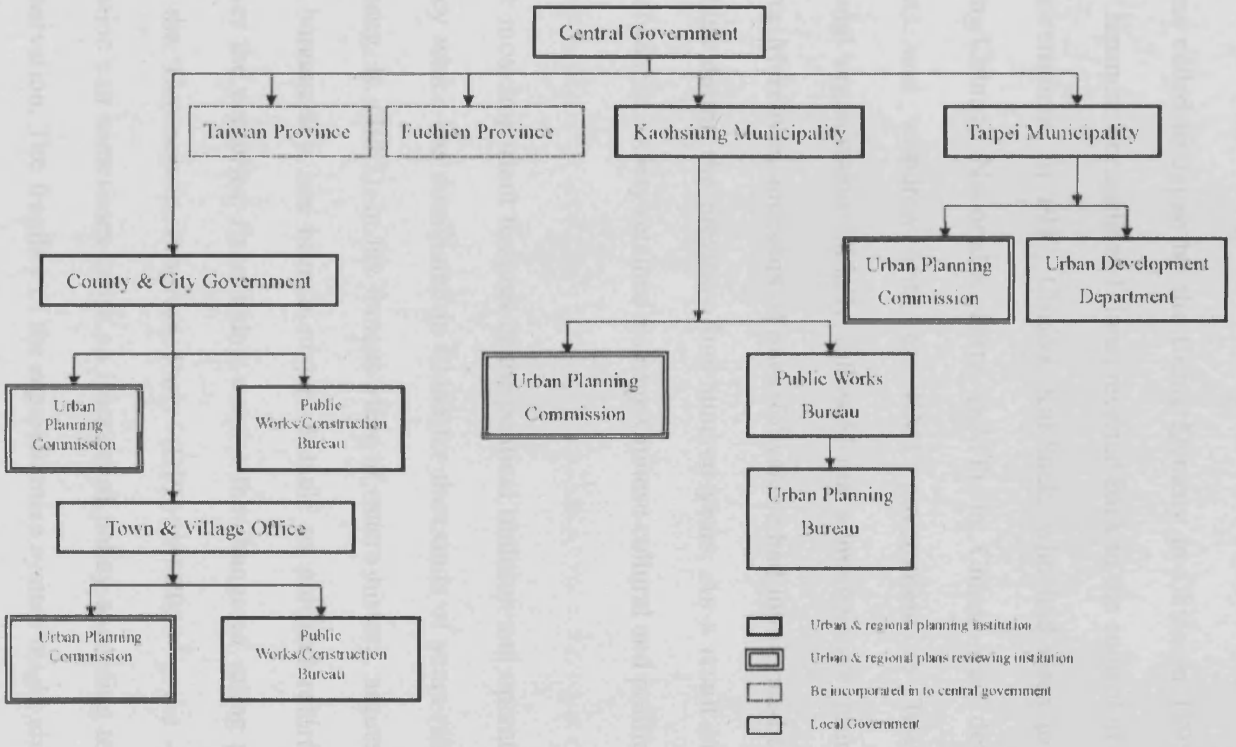 Central Government
Taiwan Province
Fuchien Province
Kaohsiung Municipality
Taipei Municipality
Urban Planning
Commission
Urban Development
Department
County & City Government
Urban Planning
Commission
Public Works
Bureau
Urban
Planning
Commission
Public
Works/Construction
Bureau
Urban Planning
Bureau
Town & Village Office
Urban Planning
Commission
Public
Works/Construction
Bureau
Urban & regional planning institution
Urban & regional plans reviewing institution
Be incorporated in to central government
Local Government